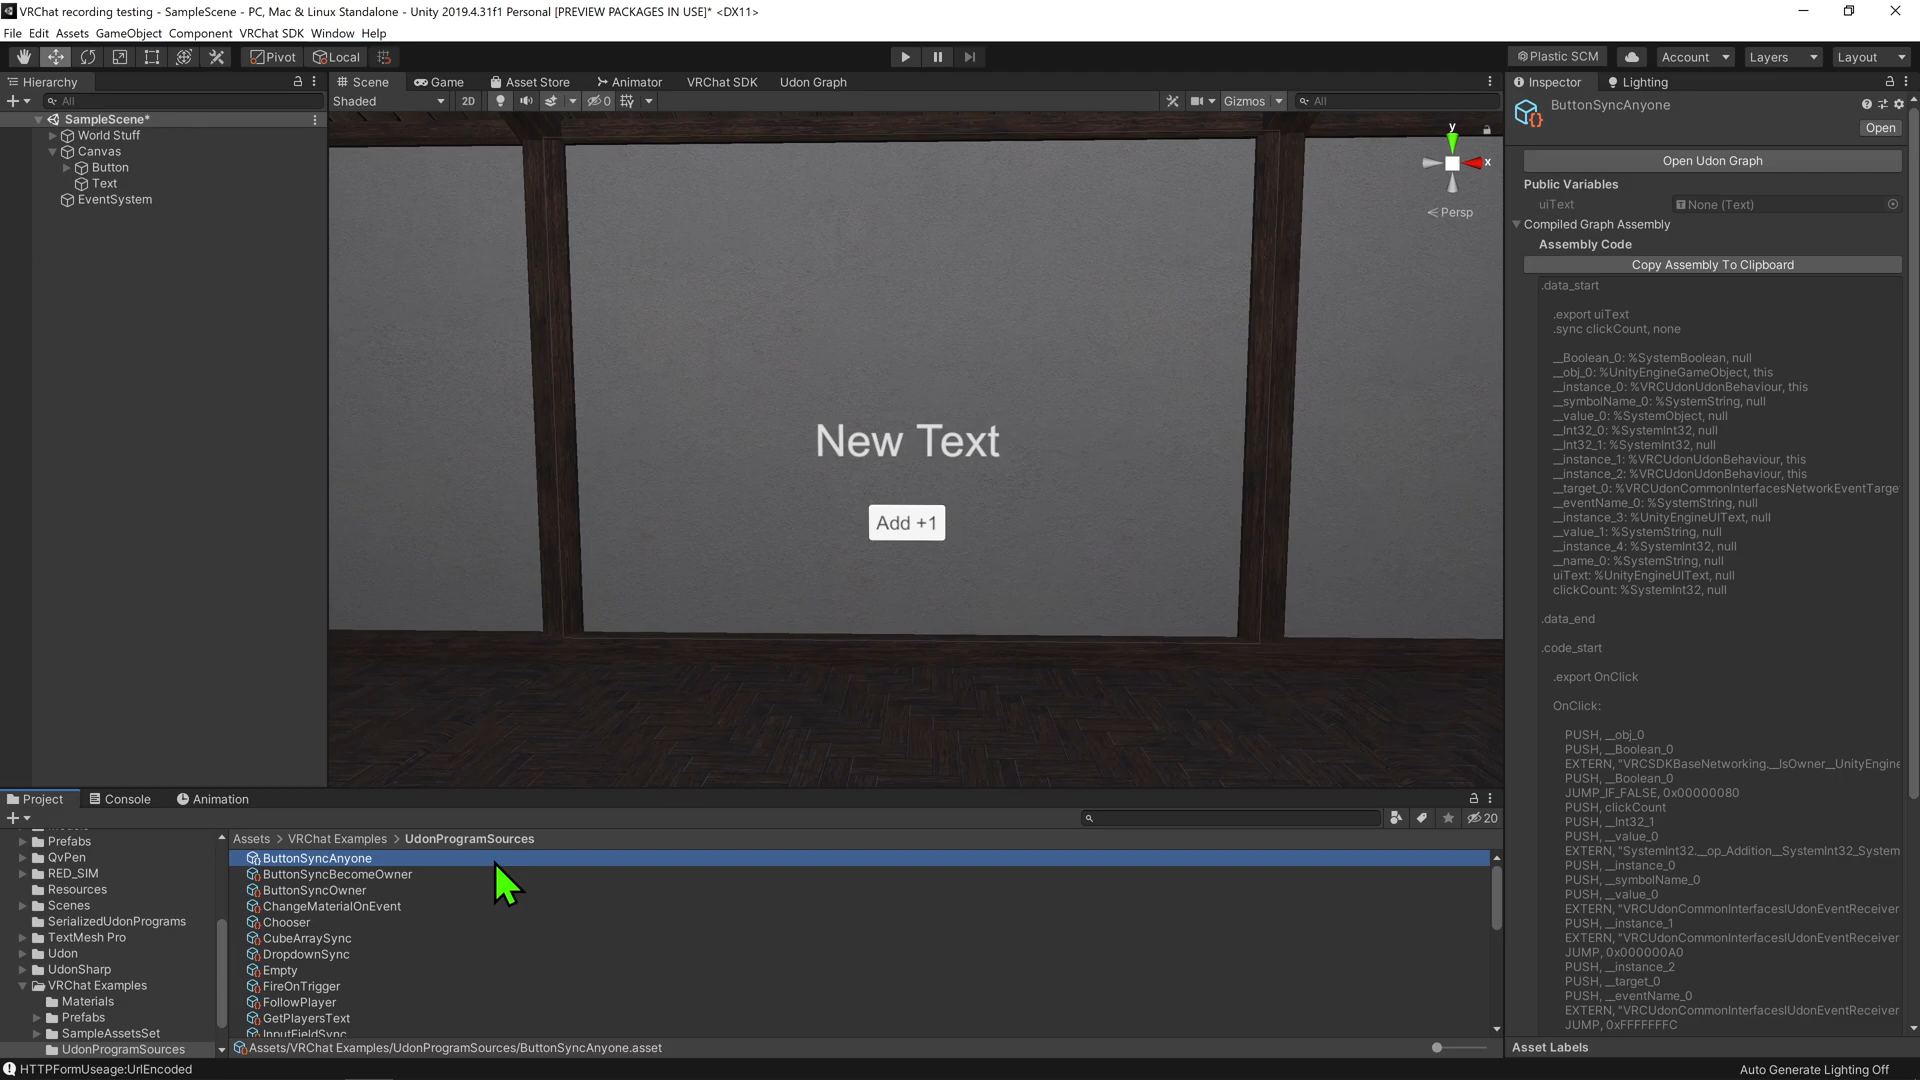 VRChat recording testing - SampleScene - PC, Mac & Linux Standalone - Unity 2019.4.31f1 Personal [PREVIEW PACKAGES IN USE]* <DX11>
File Edit Assets GameObject Component VRChat SDK Window Help
Pivot Local Plastic SCM Account Layers Layout
Hierarchy
All
SampleScene*
World Stuff
Canvas
Button
Text
EventSystem
Scene Game Asset Store Animator VRChat SDK Udon Graph
Shaded 2D 0 Gizmos All
y
x
Persp
New Text
Add +1
Inspector Lighting
ButtonSyncAnyone
Open
Open Udon Graph
Public Variables
uiText None (Text)
Compiled Graph Assembly
Assembly Code
Copy Assembly To Clipboard
.data_start
.export uiText
.sync clickCount, none
__Boolean_0: %SystemBoolean, null
__obj_0: %UnityEngineGameObject, this
__instance_0: %VRCUdonUdonBehaviour, this
__symbolName_0: %SystemString, null
__value_0: %SystemObject, null
__Int32_0: %SystemInt32, null
__Int32_1: %SystemInt32, null
__instance_1: %VRCUdonUdonBehaviour, this
__instance_2: %VRCUdonUdonBehaviour, this
__target_0: %VRCUdonCommonInterfacesNetworkEventTarge
__eventName_0: %SystemString, null
__instance_3: %UnityEngineUIText, null
__value_1: %SystemString, null
__instance_4: %SystemInt32, null
__name_0: %SystemString, null
uiText: %UnityEngineUIText, null
clickCount: %SystemInt32, null
.data_end
.code_start
.export OnClick
OnClick:
PUSH, __obj_0
PUSH, __Boolean_0
EXTERN, "VRCSDKBaseNetworking.__IsOwner__UnityEngine
PUSH, __Boolean_0
JUMP_IF_FALSE, 0x00000080
PUSH, clickCount
PUSH, __Int32_1
PUSH, __value_0
EXTERN, "SystemInt32.__op_Addition__SystemInt32_System
PUSH, __instance_0
PUSH, __symbolName_0
PUSH, __value_0
EXTERN, "VRCUdonCommonInterfacesIUdonEventReceiver
PUSH, __instance_1
EXTERN, "VRCUdonCommonInterfacesIUdonEventReceiver
JUMP, 0x000000A0
PUSH, __instance_2
PUSH, __target_0
PUSH, __eventName_0
EXTERN, "VRCUdonCommonInterfacesIUdonEventReceiver
JUMP, 0xFFFFFFFC
Asset Labels
Project Console Animation
20
Prefabs
QvPen
RED_SIM
Resources
Scenes
SerializedUdonPrograms
TextMesh Pro
Udon
UdonSharp
VRChat Examples
Materials
Prefabs
SampleAssetsSet
UdonProgramSources
Assets > VRChat Examples > UdonProgramSources
ButtonSyncAnyone
ButtonSyncBecomeOwner
ButtonSyncOwner
ChangeMaterialOnEvent
Chooser
CubeArraySync
DropdownSync
Empty
FireOnTrigger
FollowPlayer
GetPlayersText
InputFieldSync
Assets/VRChat Examples/UdonProgramSources/ButtonSyncAnyone.asset
HTTPFormUseage:UrlEncoded
Auto Generate Lighting Off